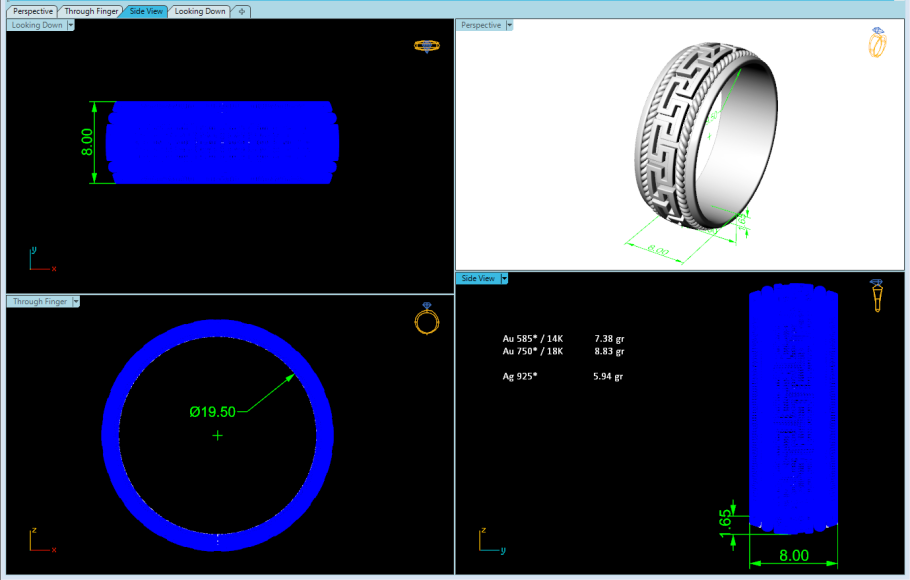 Perspective
Through Finger
Side View
Looking Down
Looking Down
8.00
y
x
Perspective
8.00
Through Finger
Ø19.50
z
x
Side View
Au 585* / 14K 7.38 gr
Au 750* / 18K 8.83 gr
Ag 925* 5.94 gr
1.65
8.00
z
y